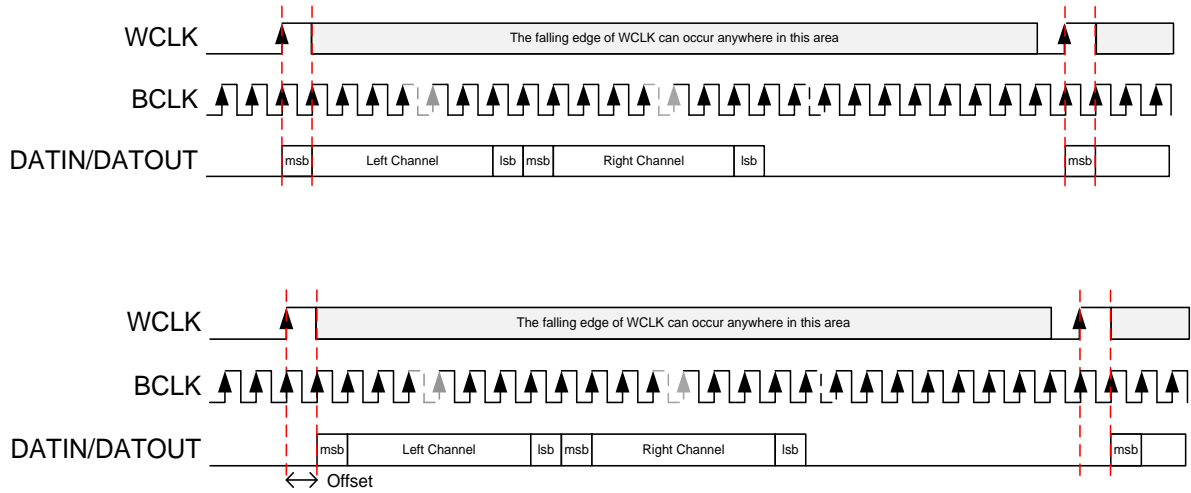 WCLK
The falling edge of WCLK can occur anywhere in this area
BCLK
DATIN/DATOUT
msb Left Channel lsb msb Right Channel lsb msb
WCLK
The falling edge of WCLK can occur anywhere in this area
BCLK
DATIN/DATOUT
msb Left Channel lsb msb Right Channel lsb msb
Offset